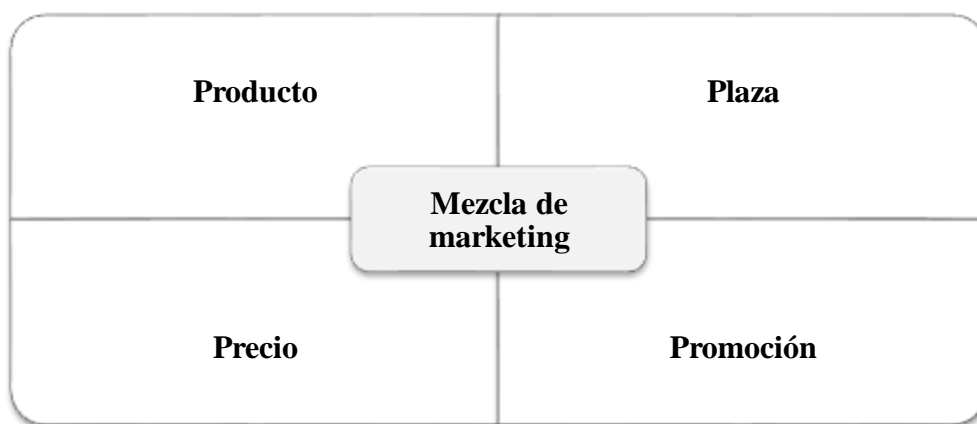 Producto
Plaza
Mezcla de
marketing
Precio
Promoción